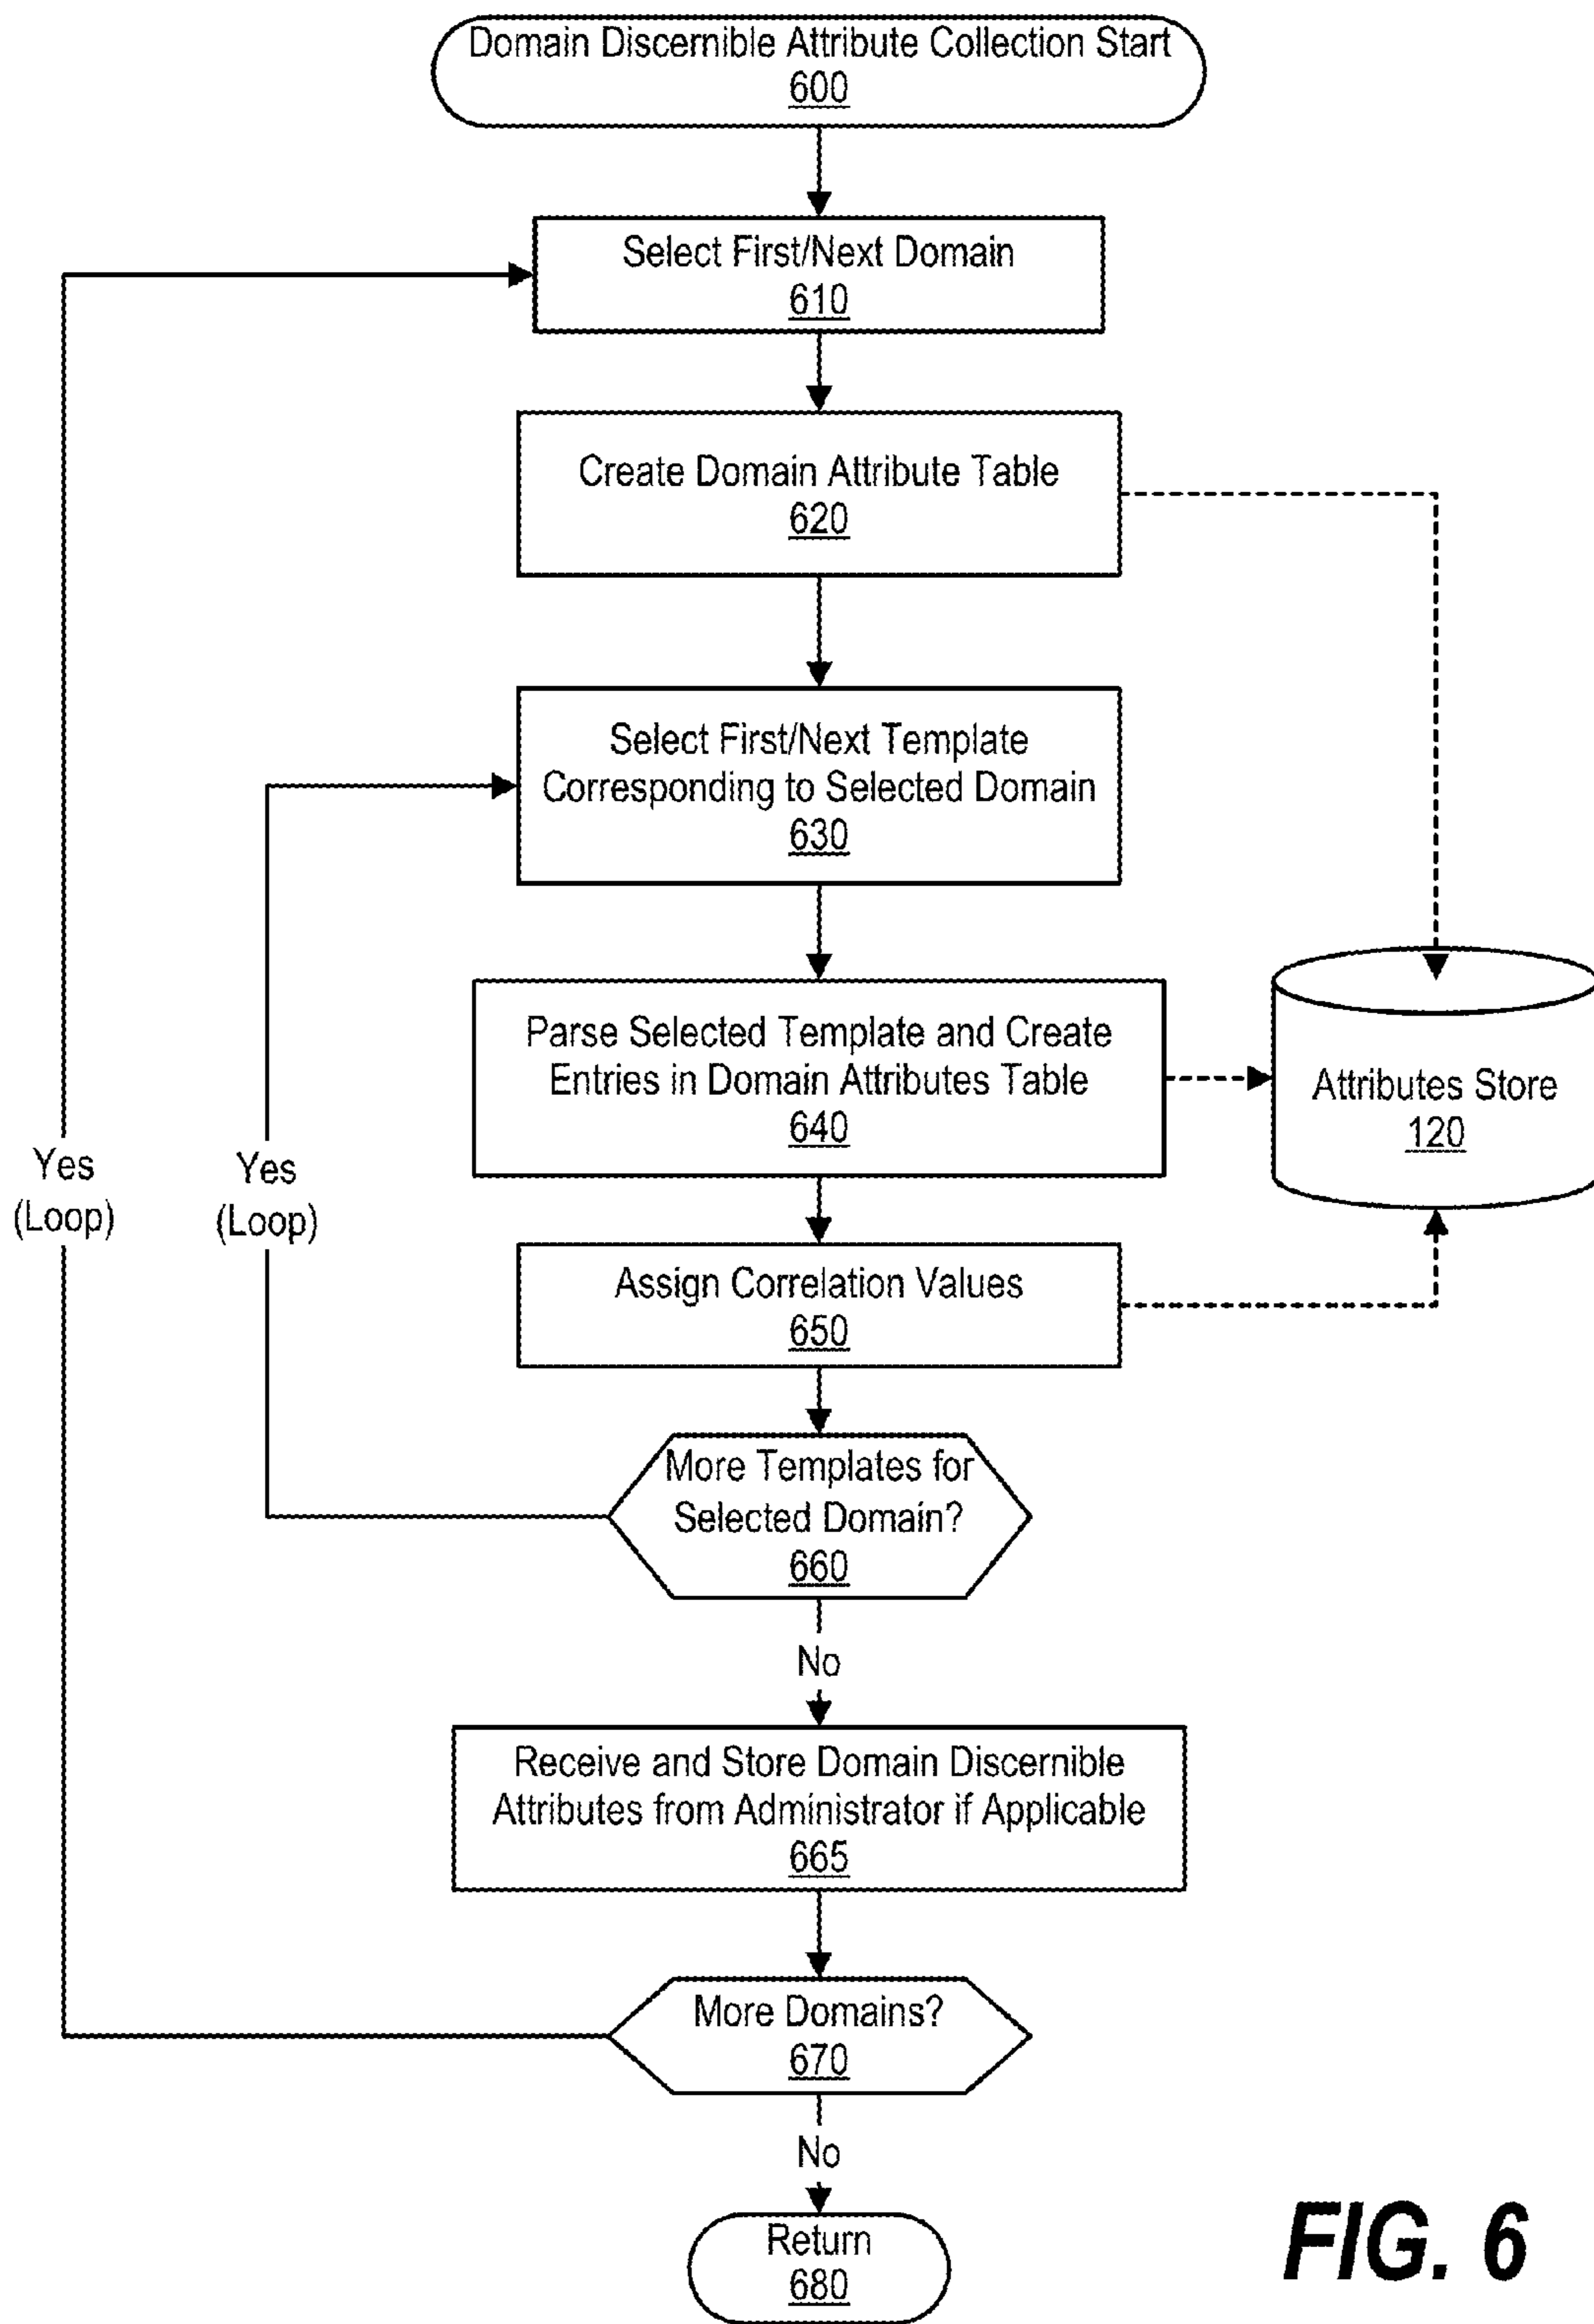 Domain Discernible Attribute Collection Start
600
Select First/Next Domain
610
Create Domain Attribute Table
620
Select First/Next Template
Corresponding to Selected Domain
630
Parse Selected Template and Create
Entries in Domain Attributes Table
640
Attributes Store
120
Yes
(Loop)
Yes
(Loop)
Assign Correlation Values
650
More Templates for
Selected Domain?
660
No
Receive and Store Domain Discernible
Attributes from Administrator if Applicable
665
More Domains?
670
No
Return
680
FIG. 6